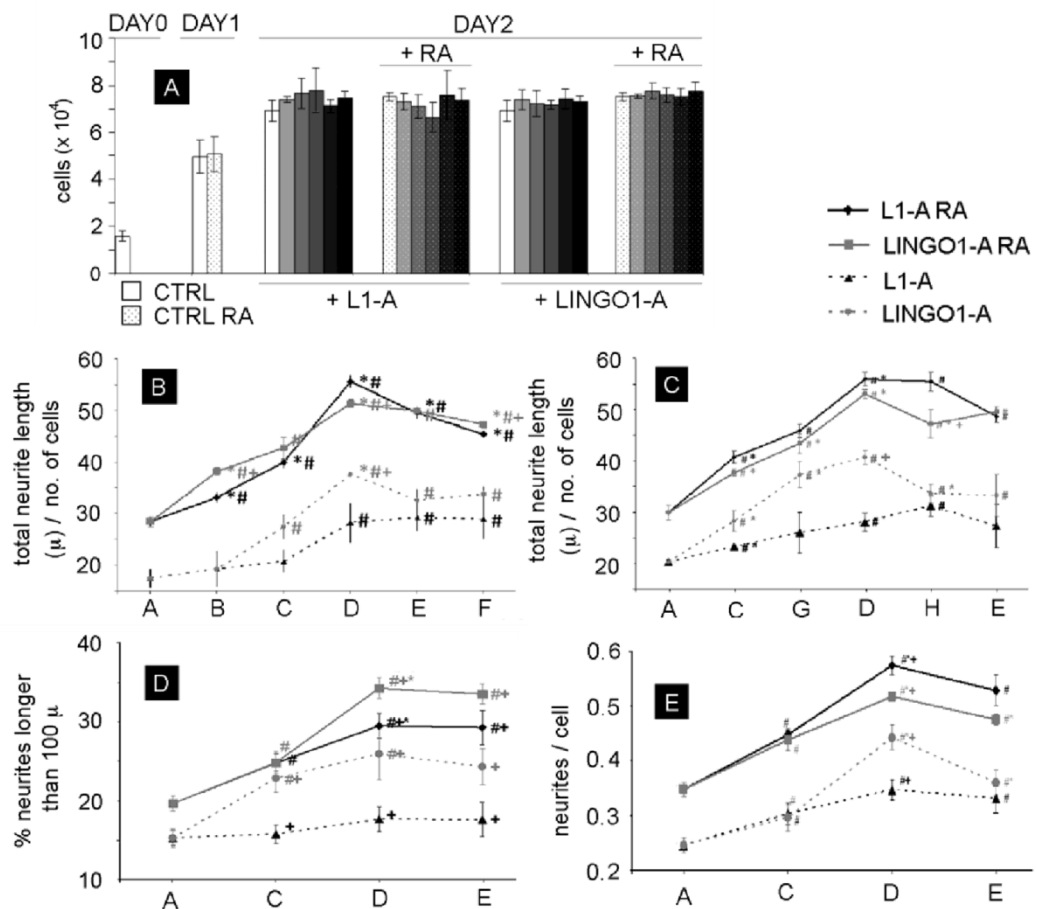 DAY0 DAY1 DAY2
+ RA + RA
A
cells (x 10⁴)
10
8
6
4
2
0
CTRL
CTRL RA
+ L1-A + LINGO1-A
L1-A RA
LINGO1-A RA
L1-A
LINGO1-A
B
total neurite length
(µ) / no. of cells
60
50
40
30
20
*# *# *# *# *#
*#+ # *#+ # *#+
*#+ # # #
# # #
A B C D E F
C
total neurite length
(µ) / no. of cells
60
50
40
30
20
A C G D H E
D
% neurites longer
than 100 µ
40
30
20
10
# #+* #+
# #+* #+
#+ #+ +
+ + +
A C D E
E
neurites / cell
0.6
0.5
0.4
0.3
0.2
A C D E